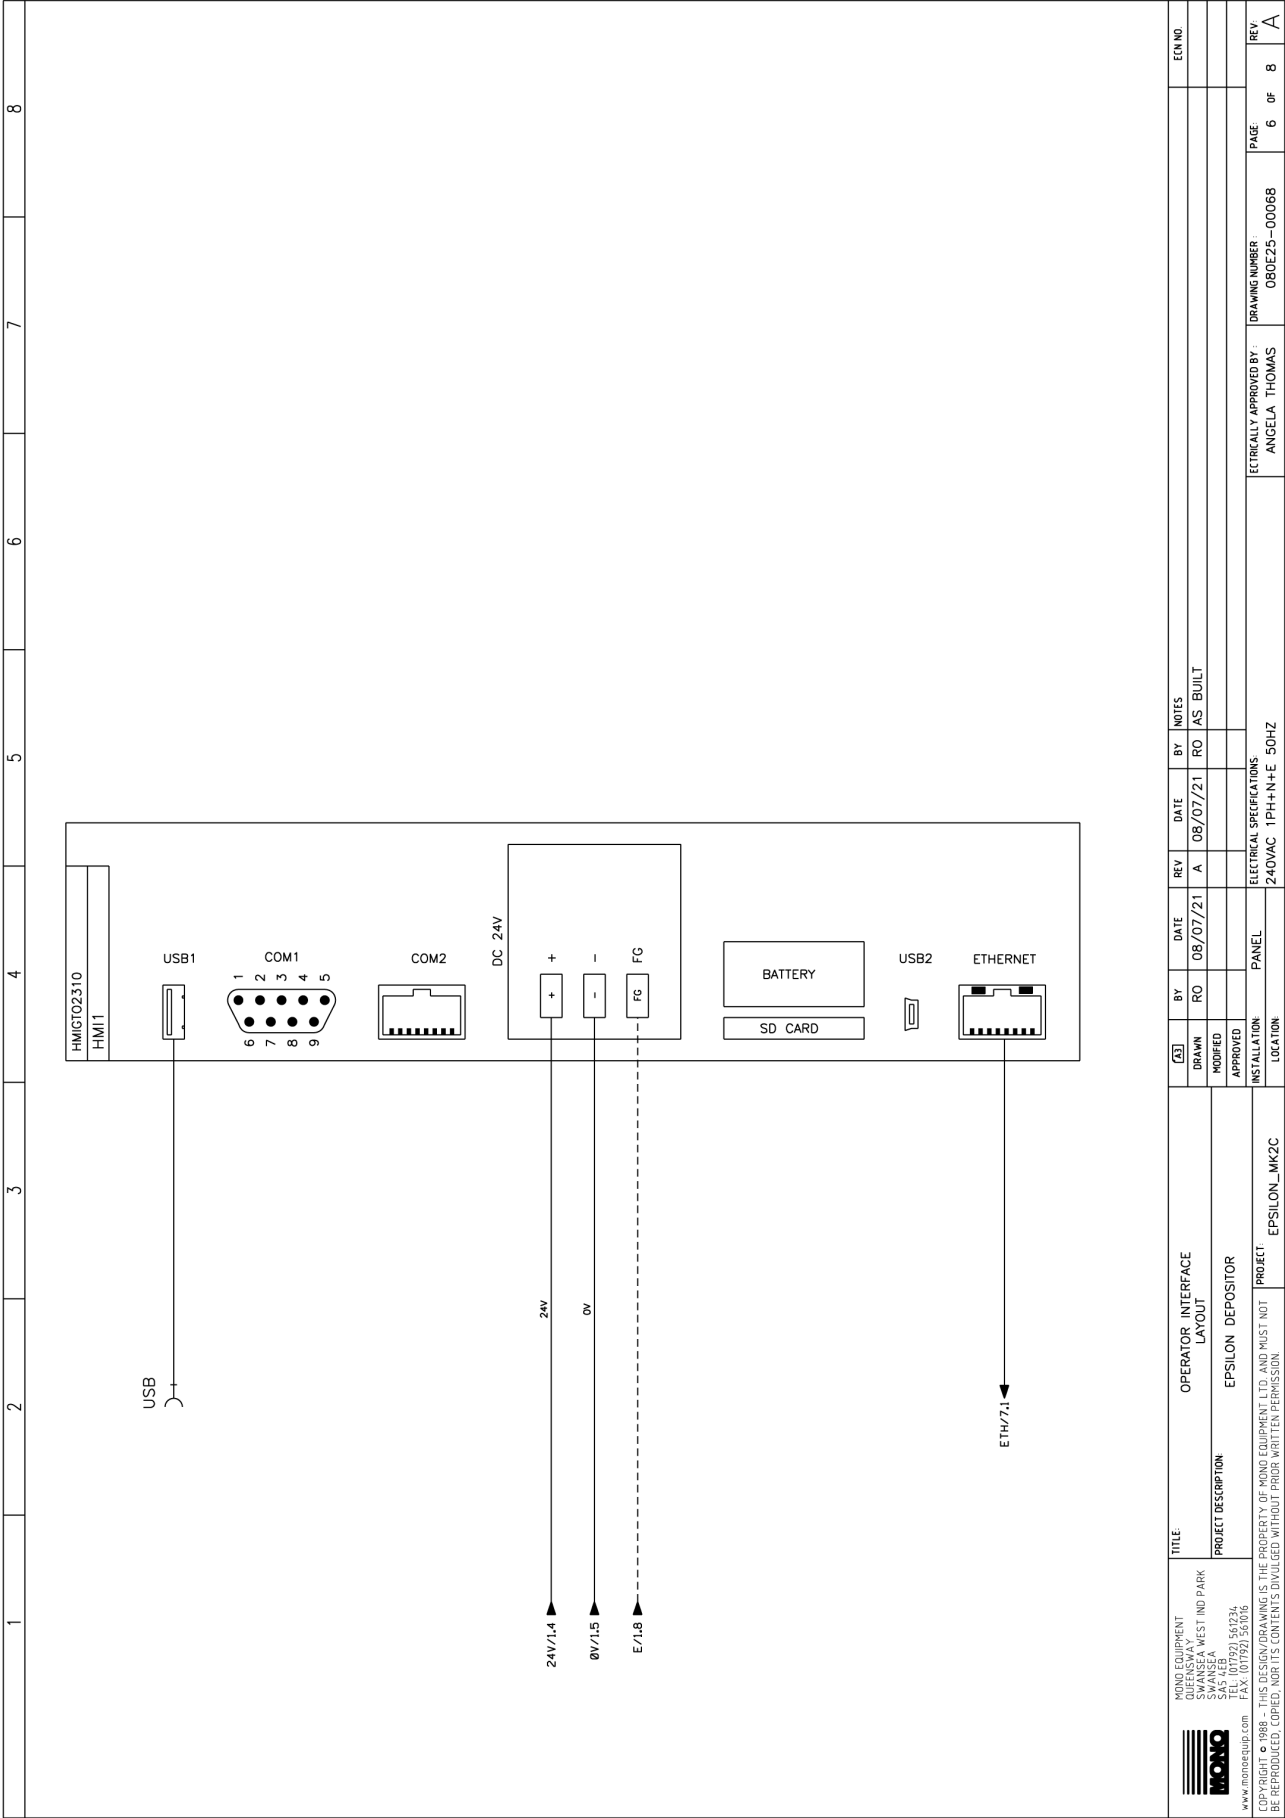 1 2 3 4 5 6 7 8
HMIGTO2310
HMI1
USB
USB1
COM1
1 2 3 4 5
6 7 8 9
COM2
DC 24V
24V/1.4
24V
+
+
0V/1.5
0V
-
-
E/1.8
FG
FG
BATTERY
SD CARD
USB2
ETHERNET
ETH/7.1
MONO
www.monoequip.com
MONO EQUIPMENT
QUEENSWAY
SWANSEA WEST IND PARK
SWANSEA
SA5 4EB
TEL: (01792) 561234
FAX: (01792) 561016
COPYRIGHT © 1988 - THIS DESIGN/DRAWING IS THE PROPERTY OF MONO EQUIPMENT LTD. AND MUST NOT
BE REPRODUCED, COPIED, NOR ITS CONTENTS DIVULGED WITHOUT PRIOR WRITTEN PERMISSION.
TITLE:
OPERATOR INTERFACE
LAYOUT
PROJECT DESCRIPTION:
EPSILON DEPOSITOR
PROJECT:
EPSILON_MK2C
A3 BY DATE REV DATE BY NOTES ECN NO.
DRAWN RO 08/07/21 A 08/07/21 RO AS BUILT
MODIFIED
APPROVED
INSTALLATION: PANEL
LOCATION:
ELECTRICAL SPECIFICATIONS:
240VAC 1PH+N+E 50HZ
ECTRICALLY APPROVED BY :
ANGELA THOMAS
DRAWING NUMBER :
080E25-00068
PAGE:
6 OF 8
REV:
A